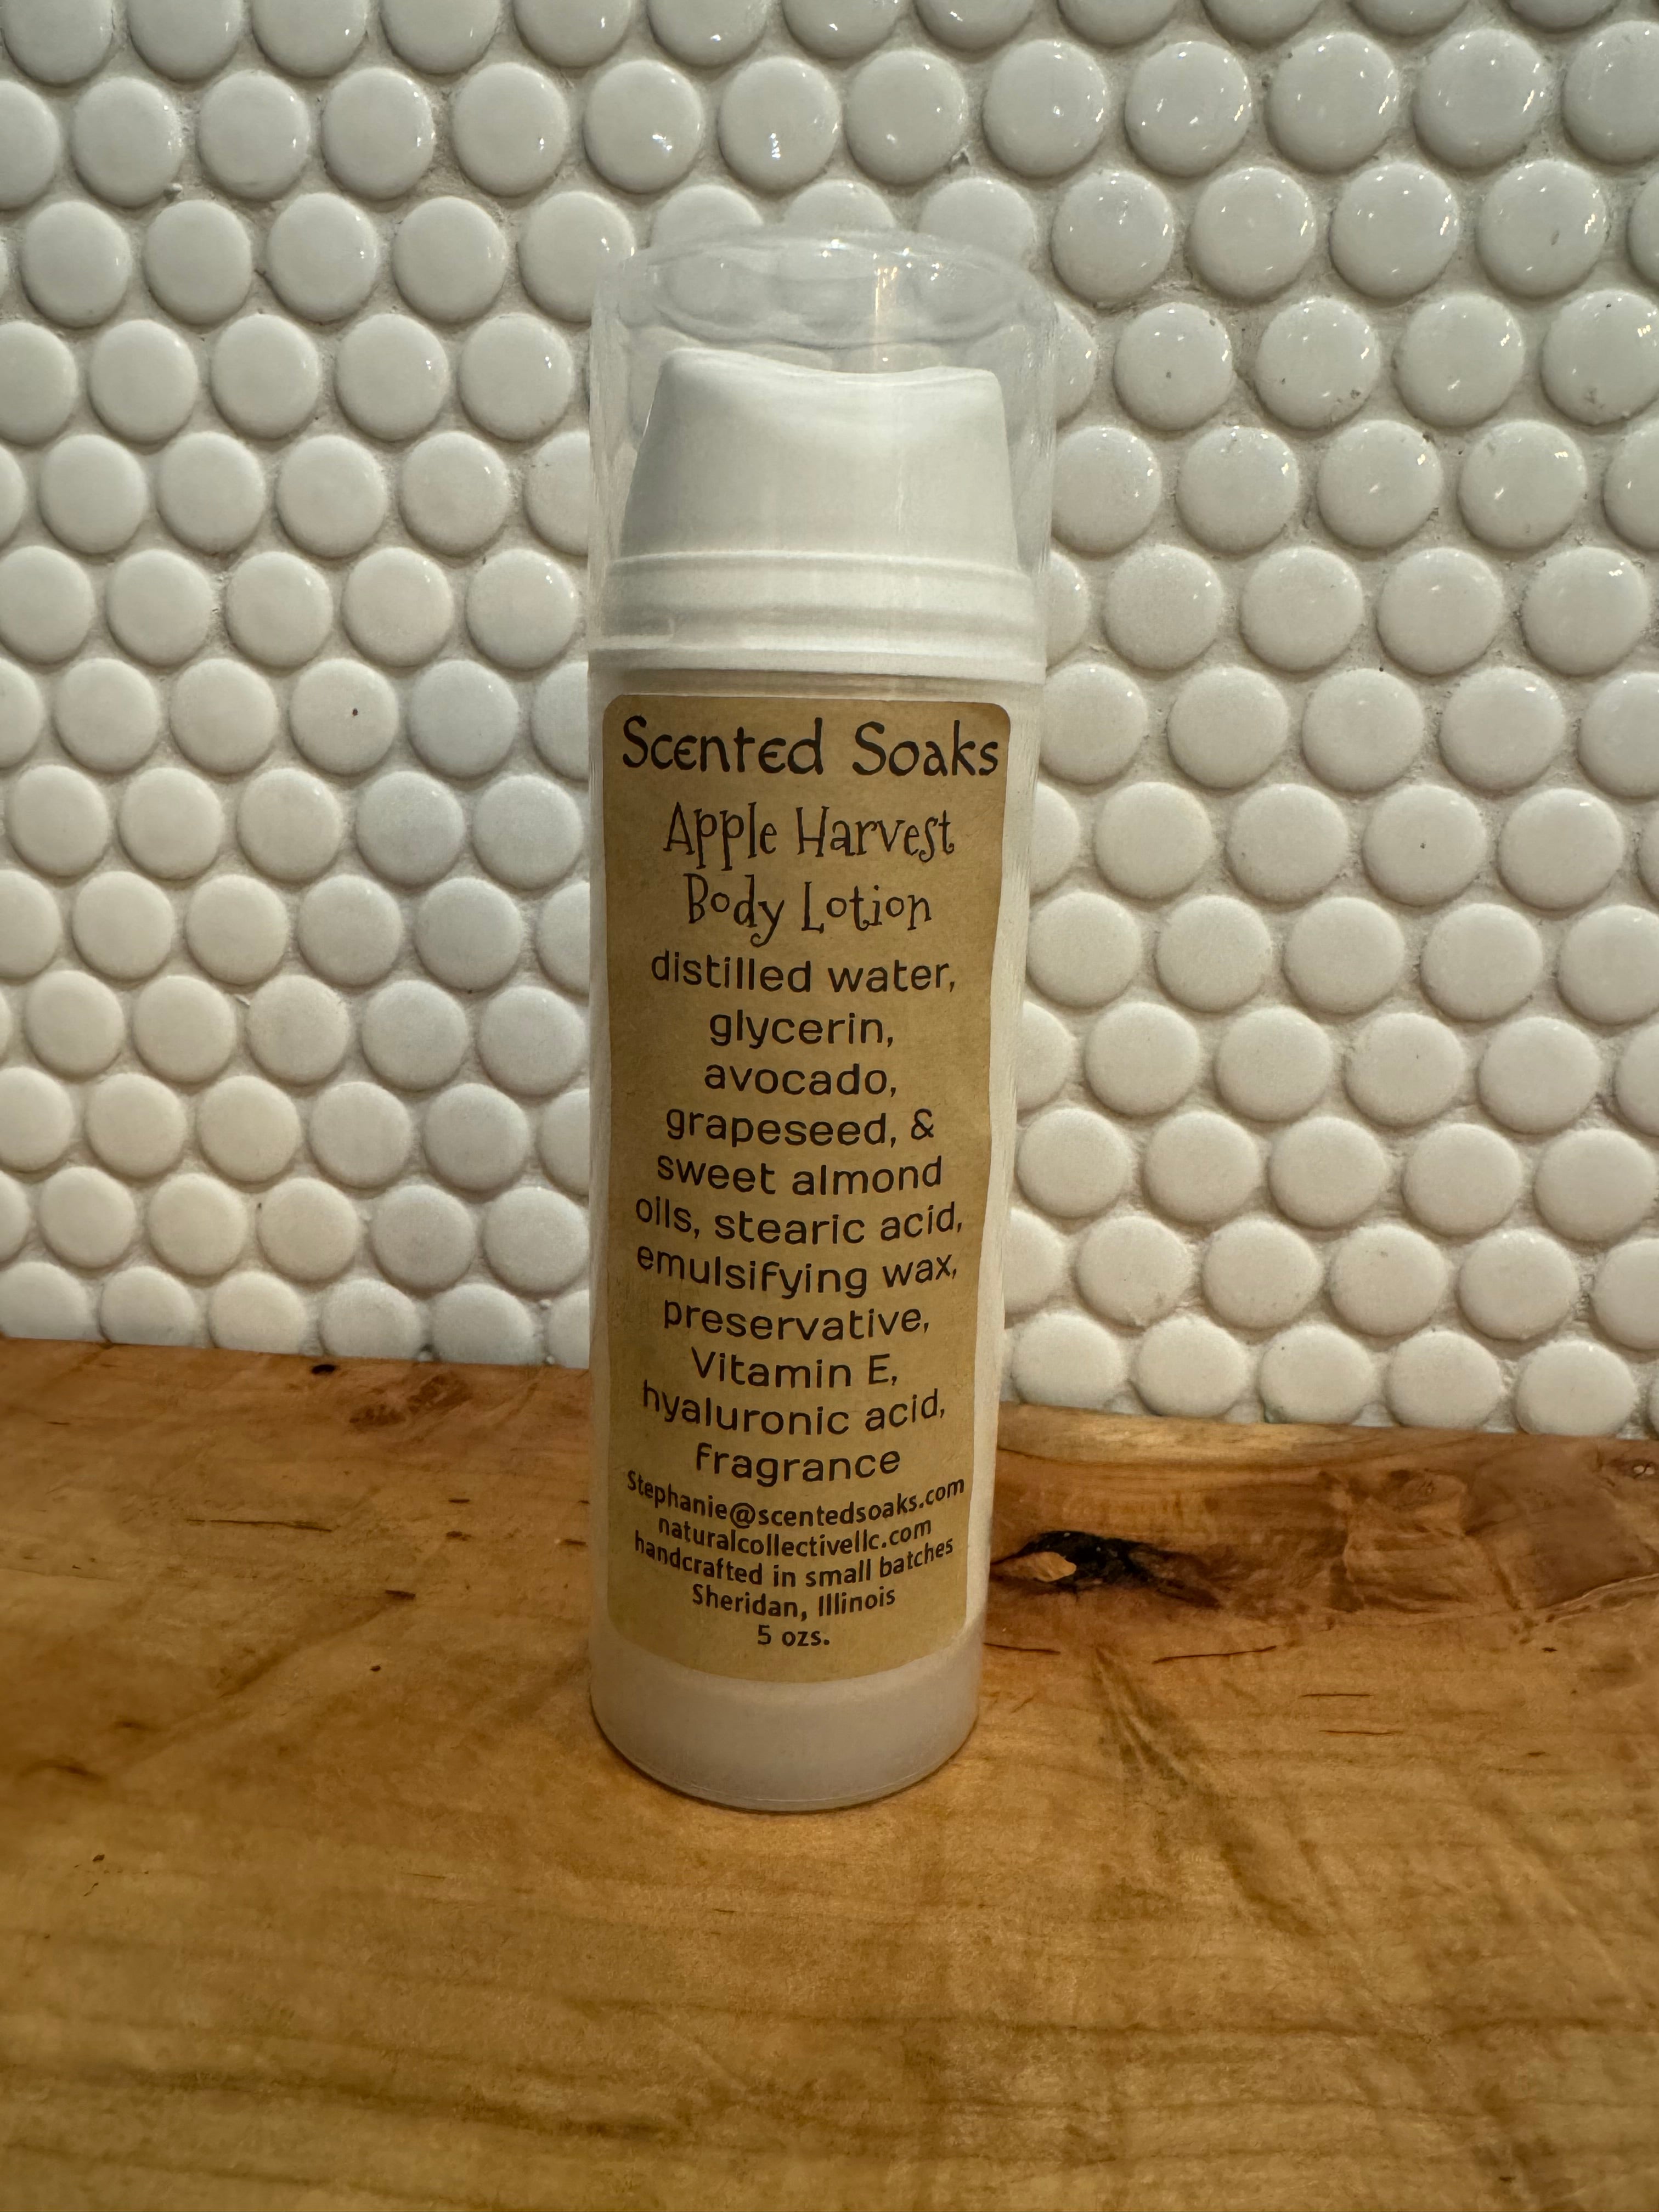 Scented Soaks
Apple Harvest
Body Lotion
distilled water,
glycerin,
avocado,
grapeseed, &
sweet almond
oils, stearic acid,
emulsifying wax,
preservative,
Vitamin E,
hyaluronic acid,
fragrance
Stephanie@scentedsoaks.com
naturalcollectivellc.com
handcrafted in small batches
Sheridan, Illinois
5 ozs.